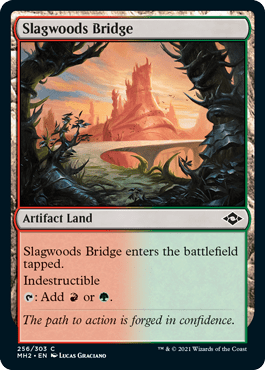 Slagwoods Bridge
Artifact Land
Slagwoods Bridge enters the battlefield
tapped.
Indestructible
: Add or .
The path to action is forged in confidence.
256/303 C
MH2 • EN LUCAS GRACIANO
™ & © 2021 Wizards of the Coast